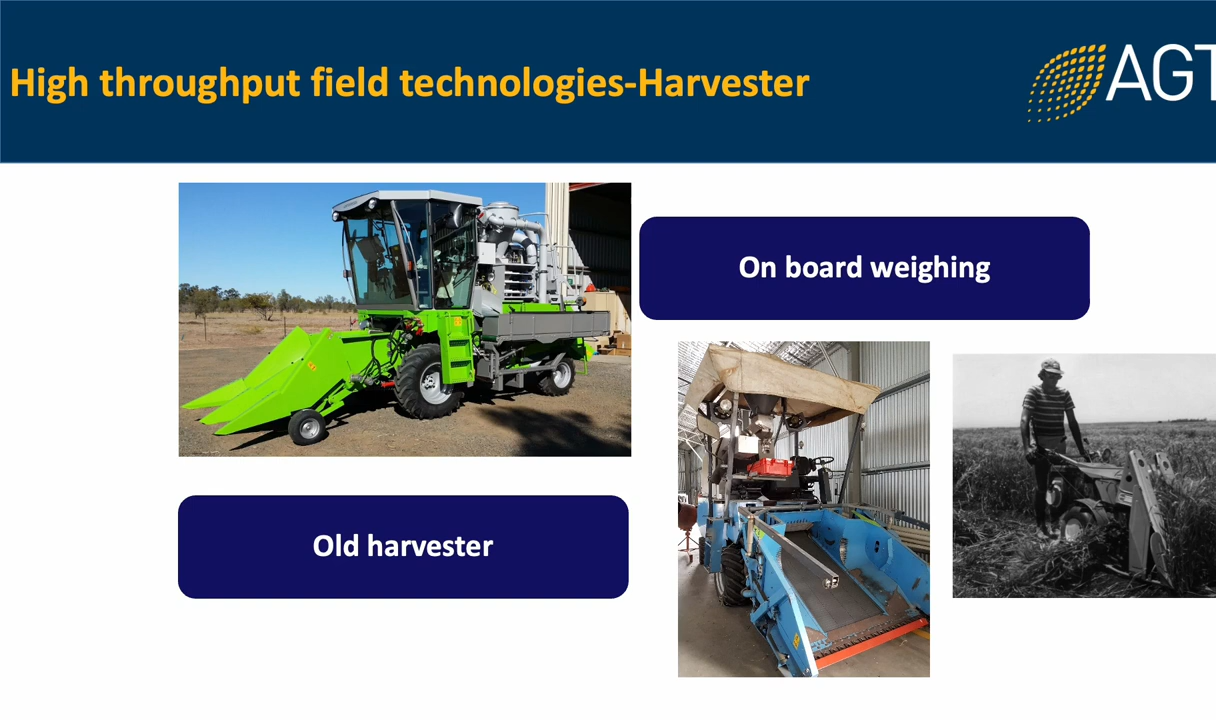 High throughput field technologies-Harvester
AGT
On board weighing
Old harvester